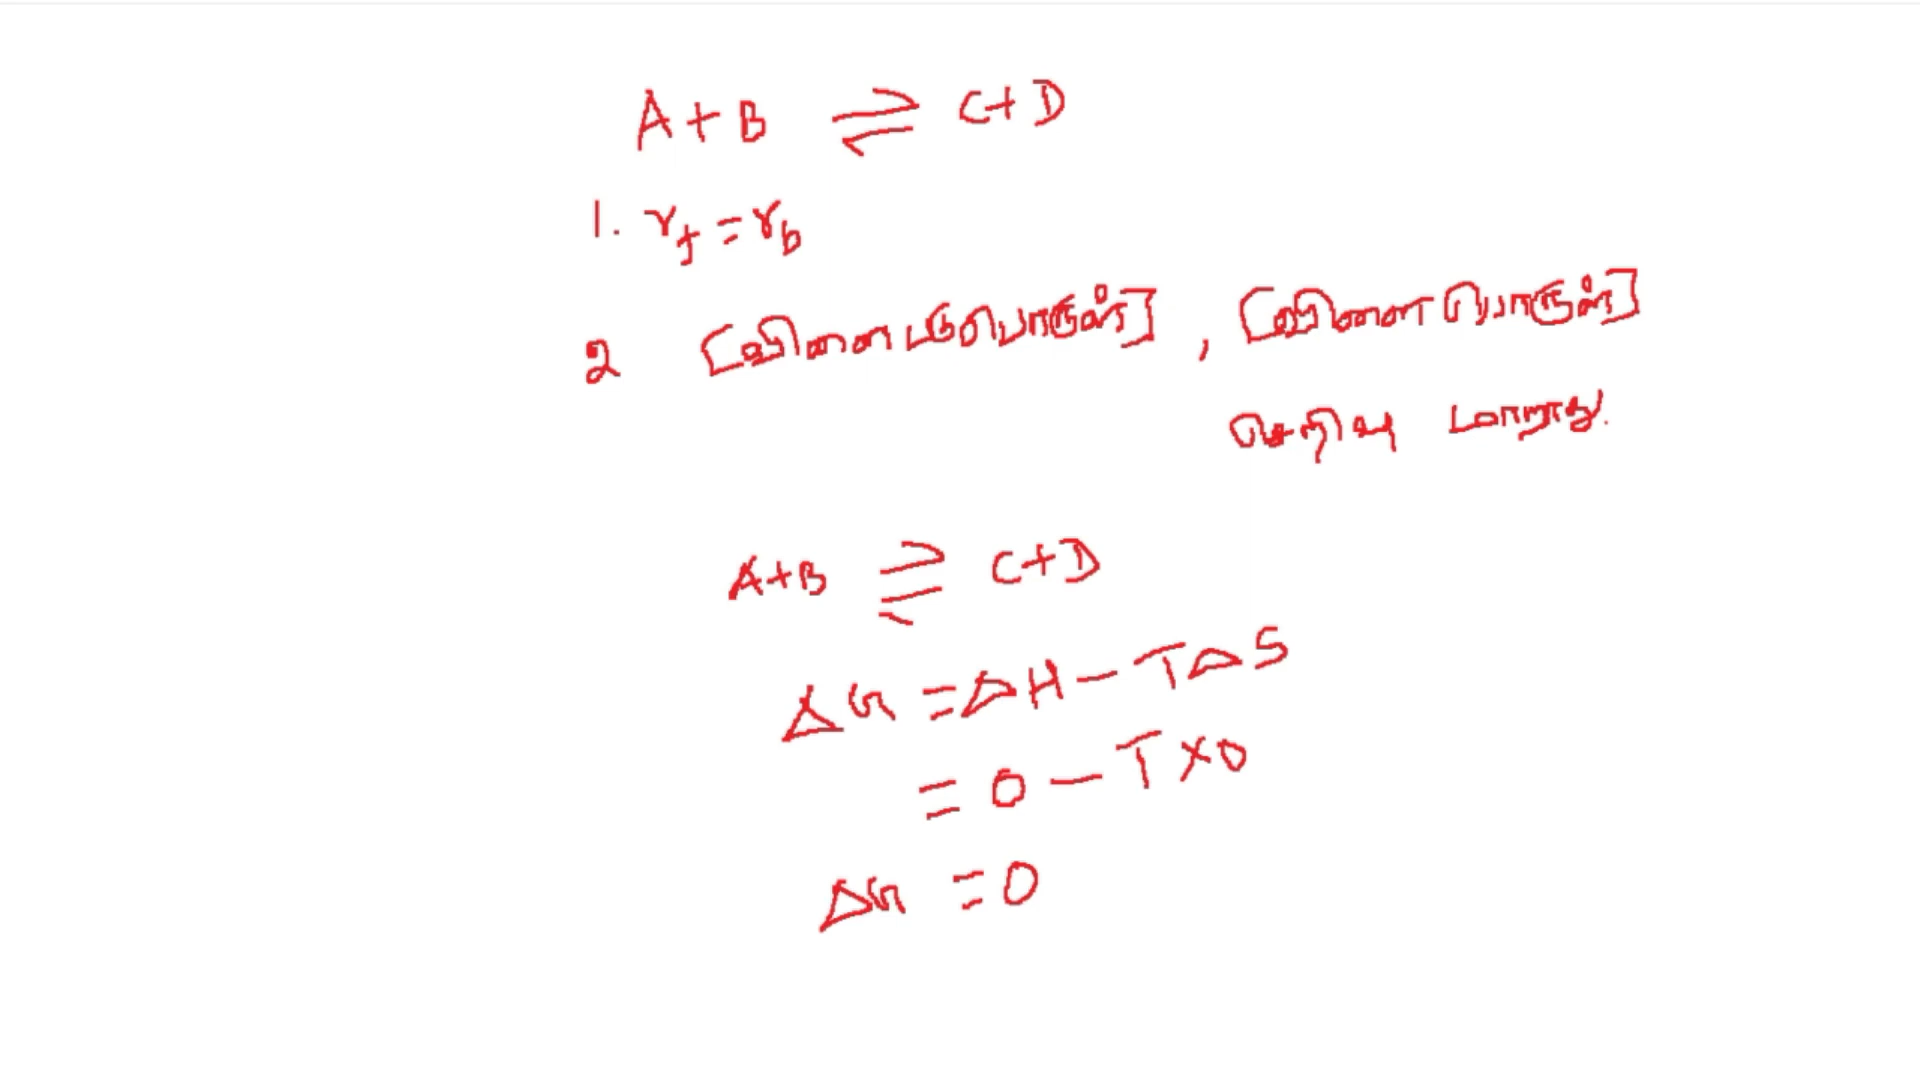 A + B ⇌ C + D
1. r_f = r_b
2 [வினைபடுபொருள்] , [வினைபொருள்]
செறிவு மாறாது.
A + B ⇌ C + D
ΔG = ΔH - TΔS
= 0 - T × 0
ΔG = 0